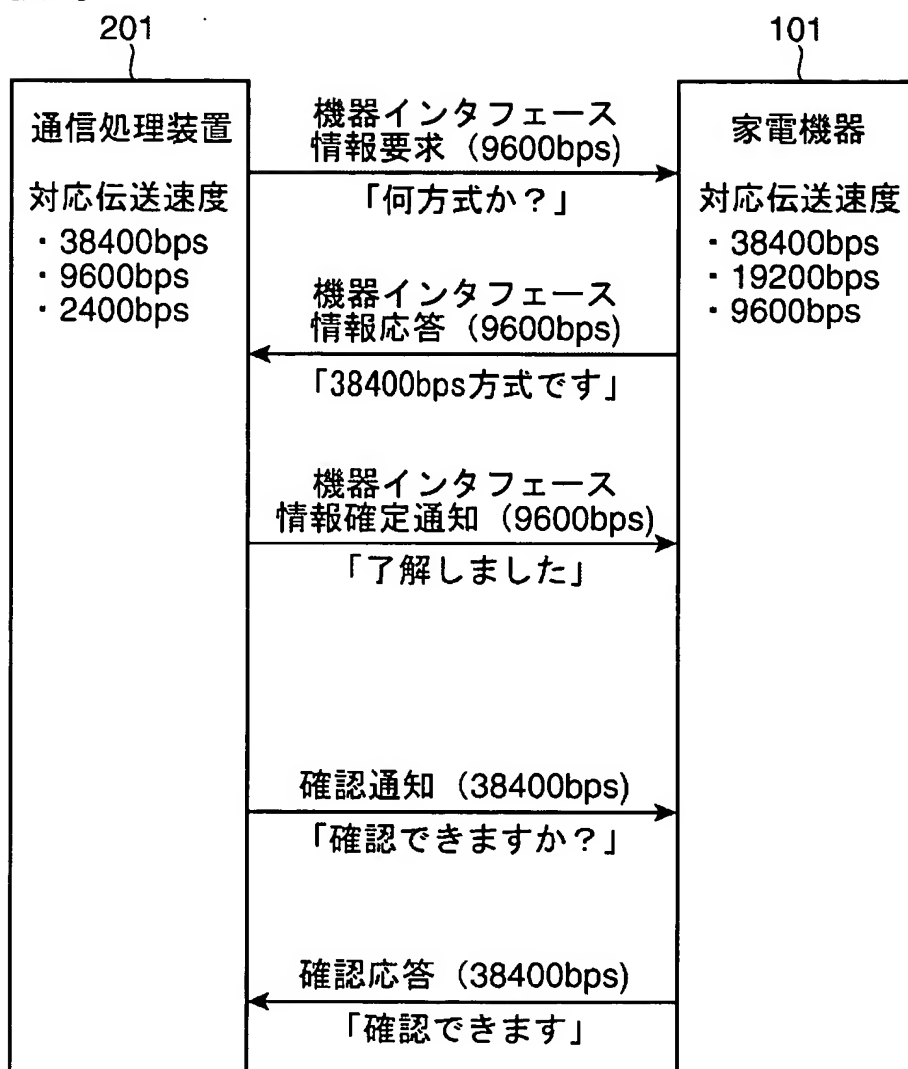 201
101
通信処理装置
対応伝送速度
・38400bps
・9600bps
・2400bps
家電機器
対応伝送速度
・38400bps
・19200bps
・9600bps
機器インタフェース
情報要求（9600bps)
「何方式か？」
機器インタフェース
情報応答（9600bps)
「38400bps方式です」
機器インタフェース
情報確定通知（9600bps)
「了解しました」
確認通知（38400bps)
「確認できますか？」
確認応答（38400bps)
「確認できます」